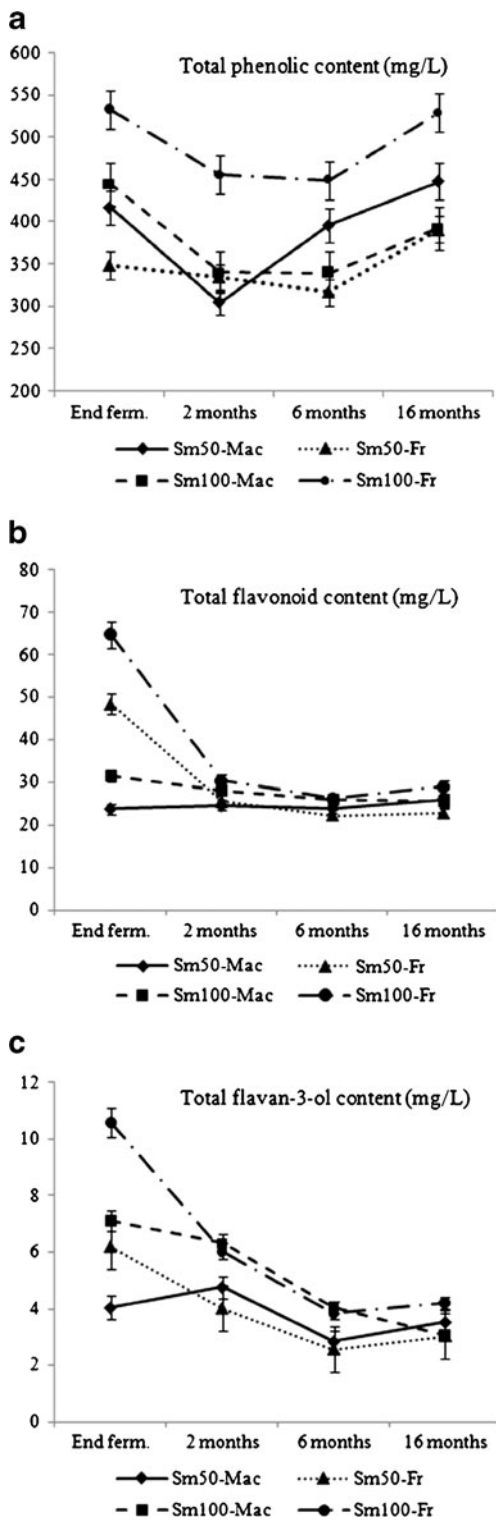 a
Total phenolic content (mg/L)
600
550
500
450
400
350
300
250
200
End ferm. 2 months 6 months 16 months
Sm50-Mac Sm50-Fr
Sm100-Mac Sm100-Fr
b
Total flavonoid content (mg/L)
80
70
60
50
40
30
20
10
0
End ferm. 2 months 6 months 16 months
Sm50-Mac Sm50-Fr
Sm100-Mac Sm100-Fr
c
Total flavan-3-ol content (mg/L)
12
10
8
6
4
2
0
End ferm. 2 months 6 months 16 months
Sm50-Mac Sm50-Fr
Sm100-Mac Sm100-Fr